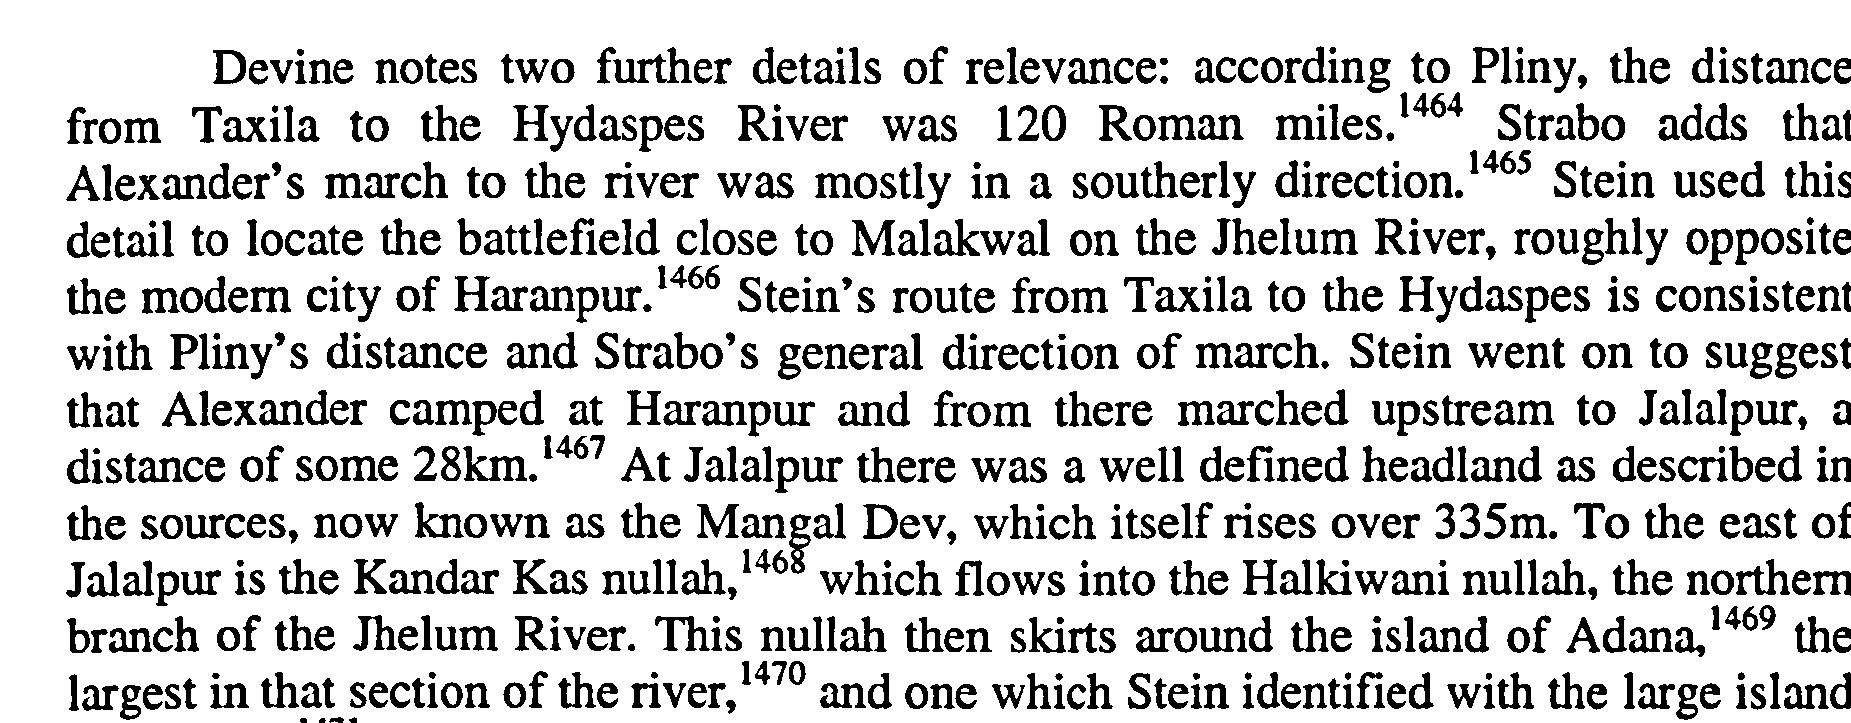 Devine notes two further details of relevance: according to Pliny, the distance
from Taxila to the Hydaspes River was 120 Roman miles.1464 Strabo adds that
Alexander's march to the river was mostly in a southerly direction.1465 Stein used this
detail to locate the battlefield close to Malakwal on the Jhelum River, roughly opposite
the modern city of Haranpur.1466 Stein's route from Taxila to the Hydaspes is consistent
with Pliny's distance and Strabo's general direction of march. Stein went on to suggest
that Alexander camped at Haranpur and from there marched upstream to Jalalpur, a
distance of some 28km.1467 At Jalalpur there was a well defined headland as described in
the sources, now known as the Mangal Dev, which itself rises over 335m. To the east of
Jalalpur is the Kandar Kas nullah,1468 which flows into the Halkiwani nullah, the northern
branch of the Jhelum River. This nullah then skirts around the island of Adana,1469 the
largest in that section of the river,1470 and one which Stein identified with the large island